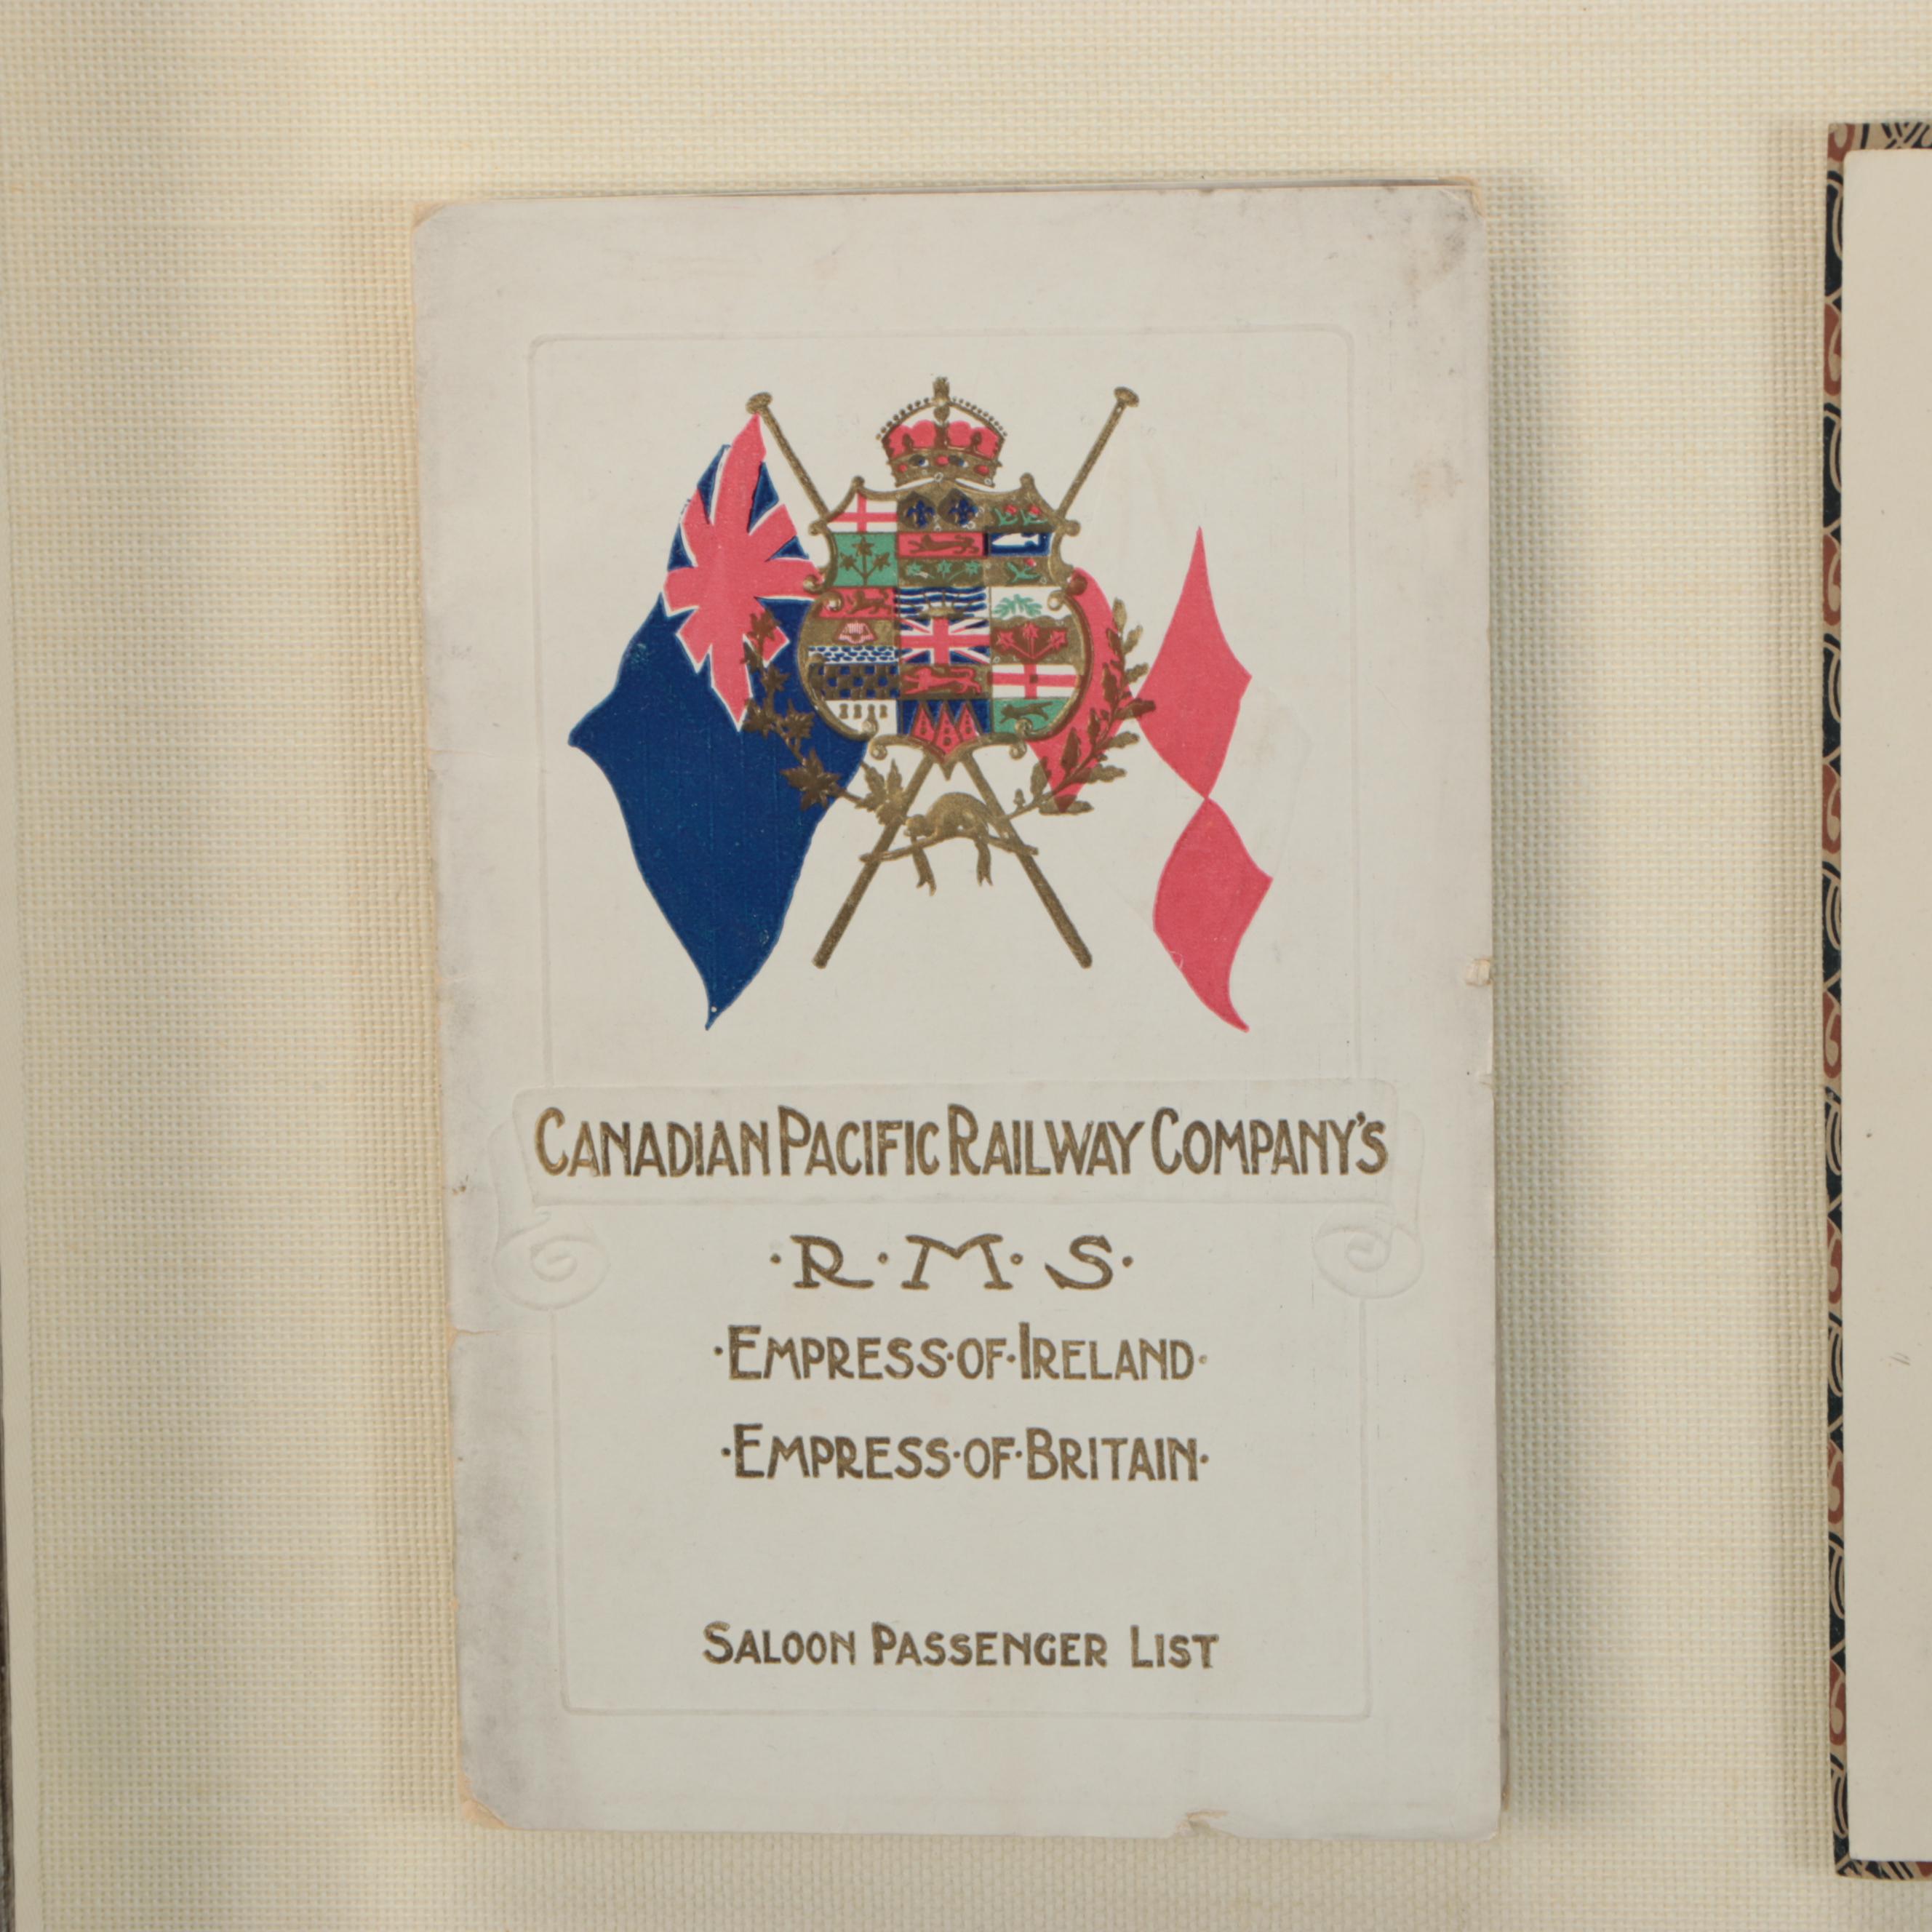 CANADIAN PACIFIC RAILWAY COMPANY'S
·R·M·S·
·EMPRESS·OF·IRELAND·
·EMPRESS·OF·BRITAIN·
SALOON PASSENGER LIST